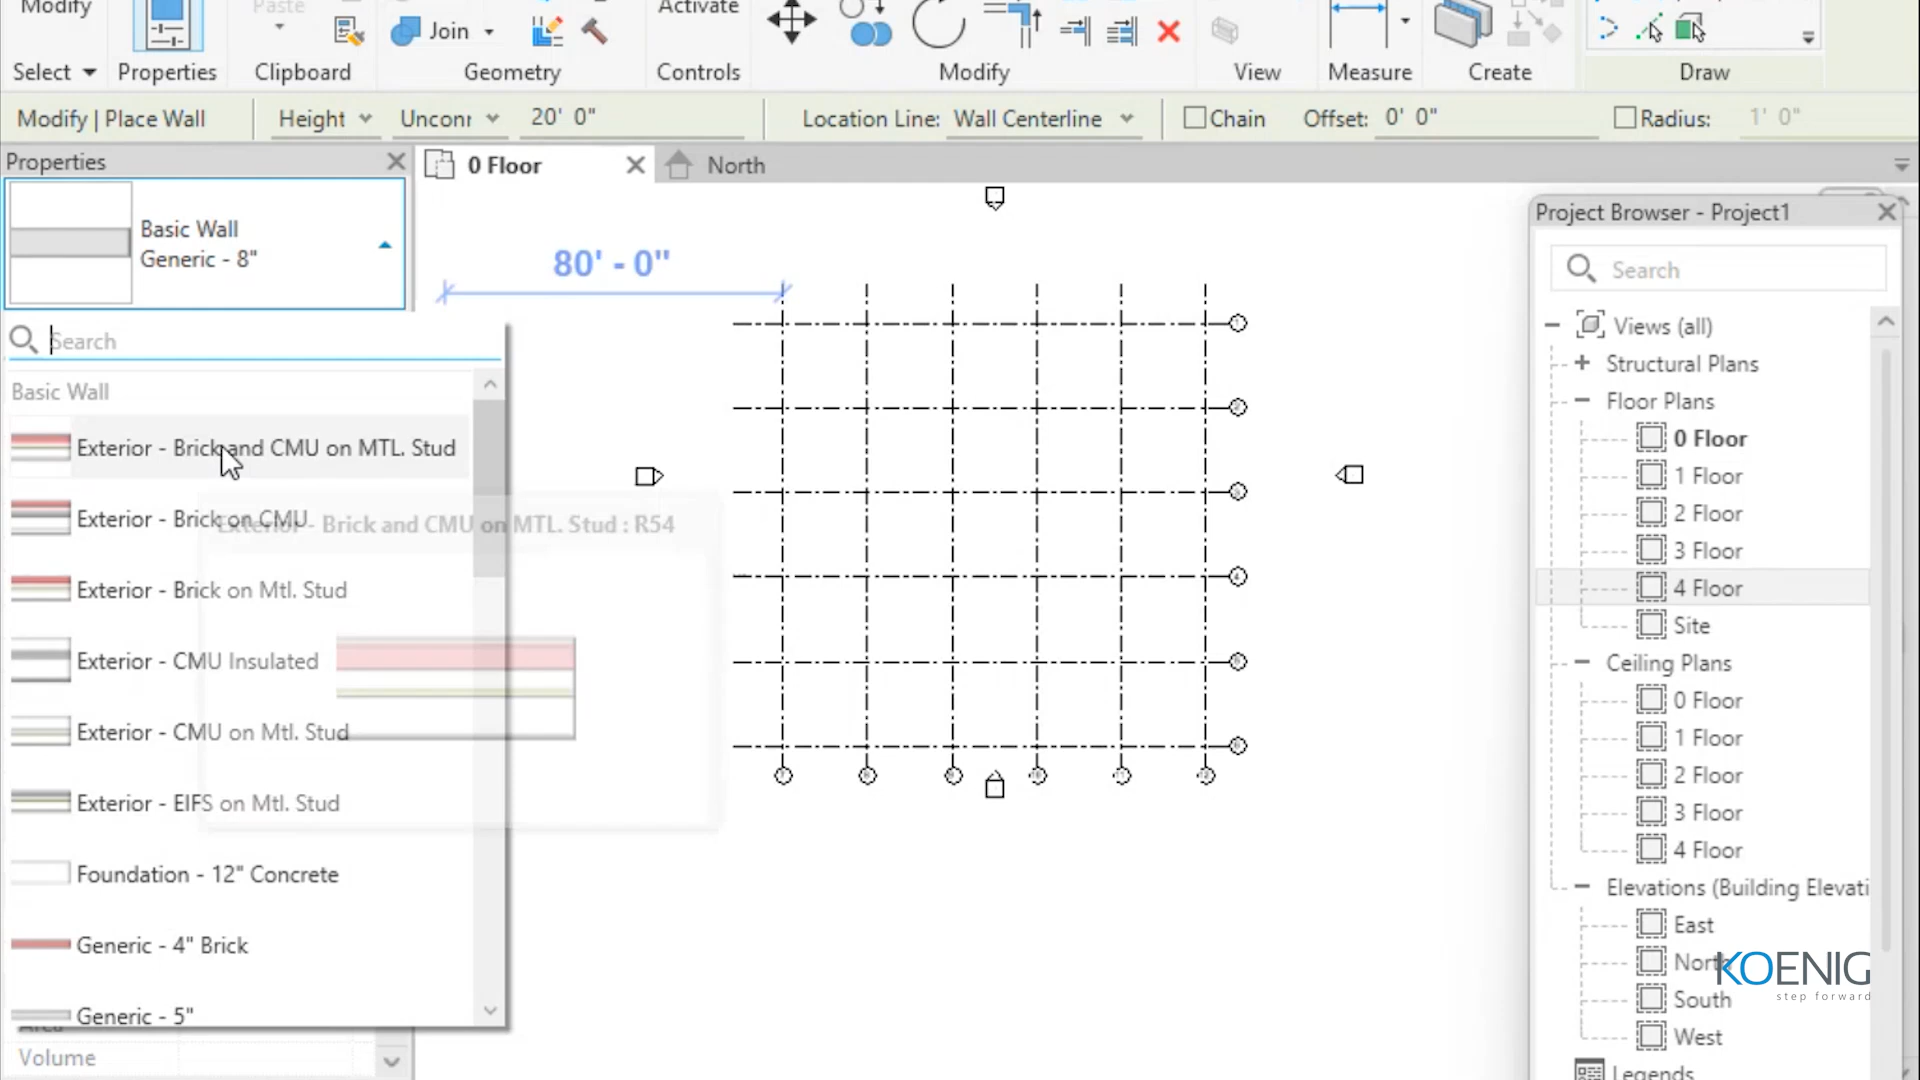 Modify
Paste
Activate
Join
Select
Properties
Clipboard
Geometry
Controls
Modify
View
Measure
Create
Draw
Modify | Place Wall
Height
Unconr
20' 0"
Location Line:
Wall Centerline
Chain
Offset:
0' 0"
Radius:
1' 0"
Properties
0 Floor
North
Basic Wall
Generic - 8"
80' - 0"
Search
Basic Wall
Exterior - Brick and CMU on MTL. Stud
Exterior - Brick on CMU
Exterior - Brick and CMU on MTL. Stud : R54
Exterior - Brick on Mtl. Stud
Exterior - CMU Insulated
Exterior - CMU on Mtl. Stud
Exterior - EIFS on Mtl. Stud
Foundation - 12" Concrete
Generic - 4" Brick
Generic - 5"
Area
Volume
Project Browser - Project1
Search
Views (all)
Structural Plans
Floor Plans
0 Floor
1 Floor
2 Floor
3 Floor
4 Floor
Site
Ceiling Plans
0 Floor
1 Floor
2 Floor
3 Floor
4 Floor
Elevations (Building Elevati
East
North
South
West
Legends
KOENIG
step forward